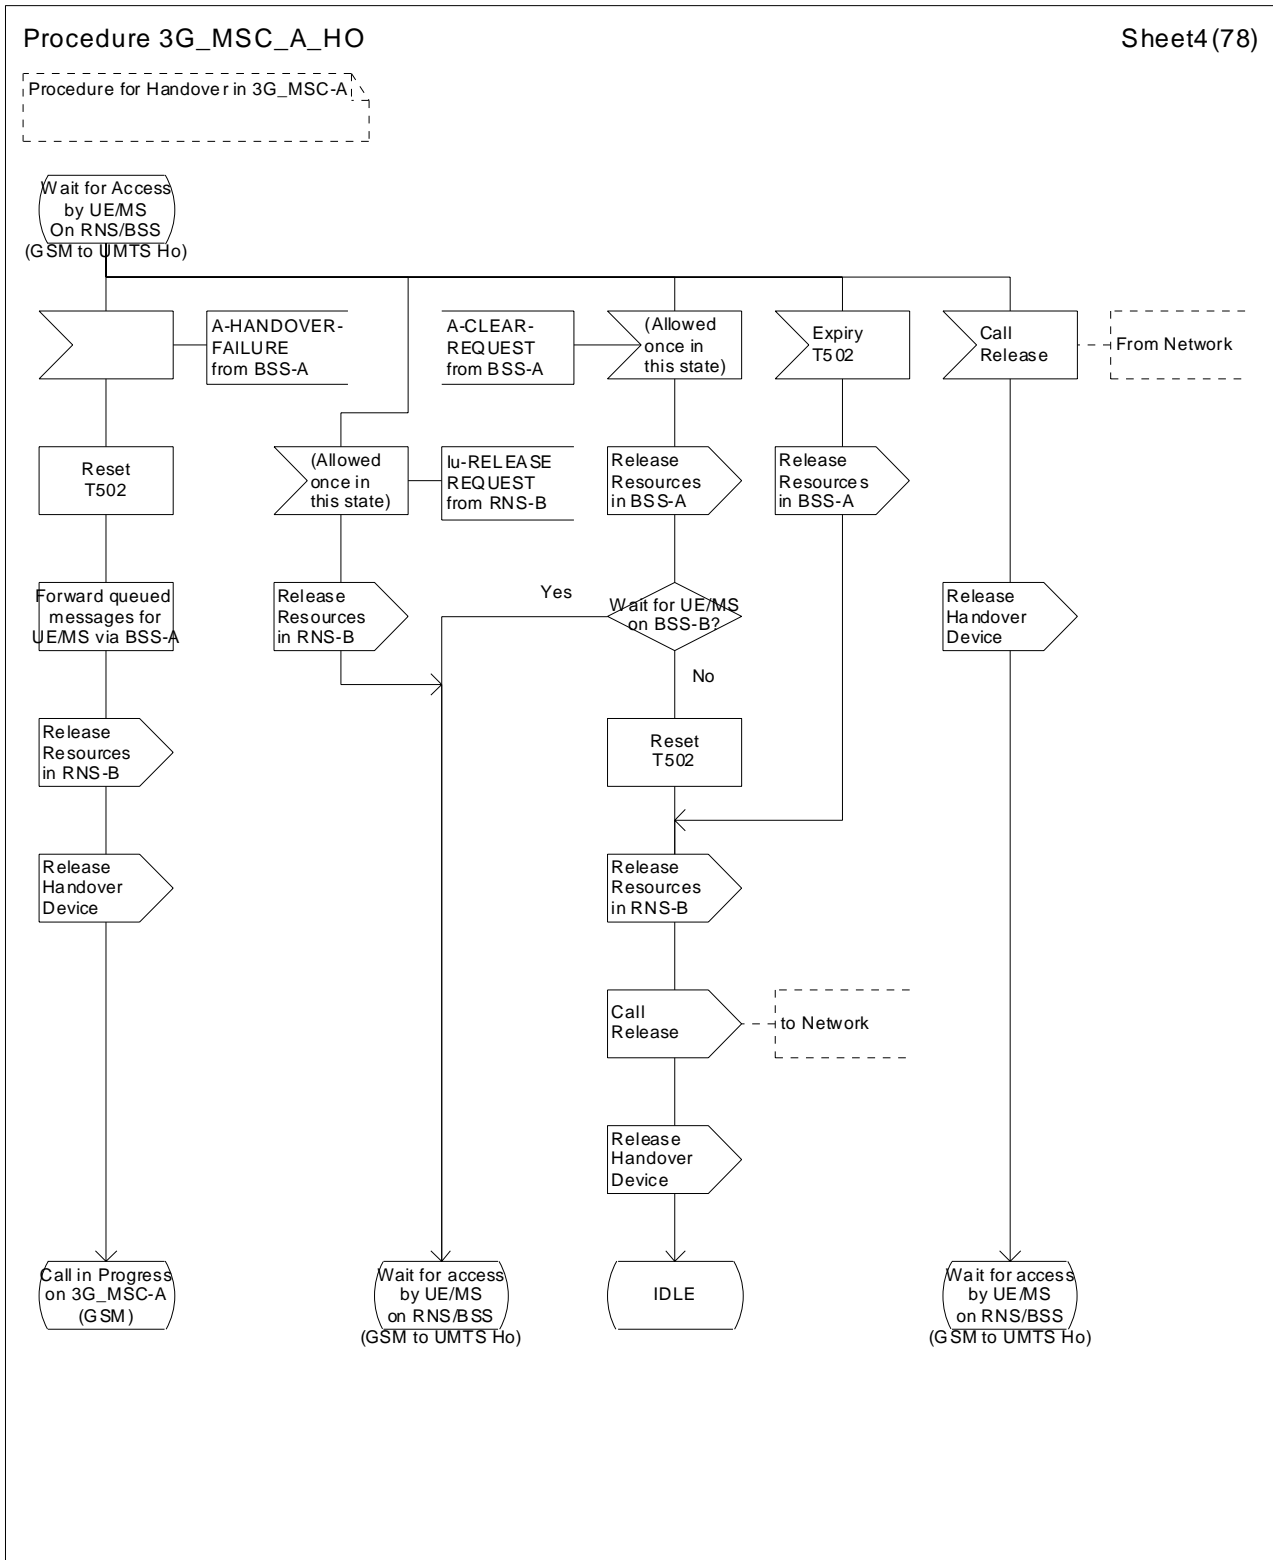 Procedure 3G_MSC_A_HO
Sheet4(78)
Procedure for Handover in 3G_MSC-A
Wait for Access
by UE/MS
On RNS/BSS
(GSM to UMTS Ho)
A-HANDOVER-
FAILURE
from BSS-A
A-CLEAR-
REQUEST
from BSS-A
(Allowed
once in
this state)
Expiry
T502
Call
Release
From Network
Reset
T502
(Allowed
once in
this state)
Iu-RELEASE
REQUEST
from RNS-B
Release
Resources
in BSS-A
Release
Resources
in BSS-A
Forward queued
messages for
UE/MS via BSS-A
Release
Resources
in RNS-B
Yes
Wait for UE/MS
on BSS-B?
No
Release
Handover
Device
Release
Resources
in RNS-B
Reset
T502
Release
Handover
Device
Release
Resources
in RNS-B
Call
Release
to Network
Release
Handover
Device
Call in Progress
on 3G_MSC-A
(GSM)
Wait for access
by UE/MS
on RNS/BSS
(GSM to UMTS Ho)
IDLE
Wait for access
by UE/MS
on RNS/BSS
(GSM to UMTS Ho)